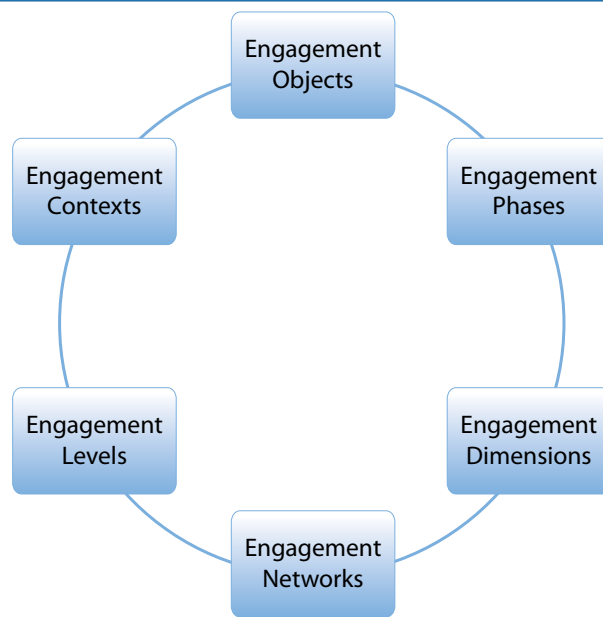 Engagement
Objects
Engagement
Phases
Engagement
Dimensions
Engagement
Networks
Engagement
Levels
Engagement
Contexts